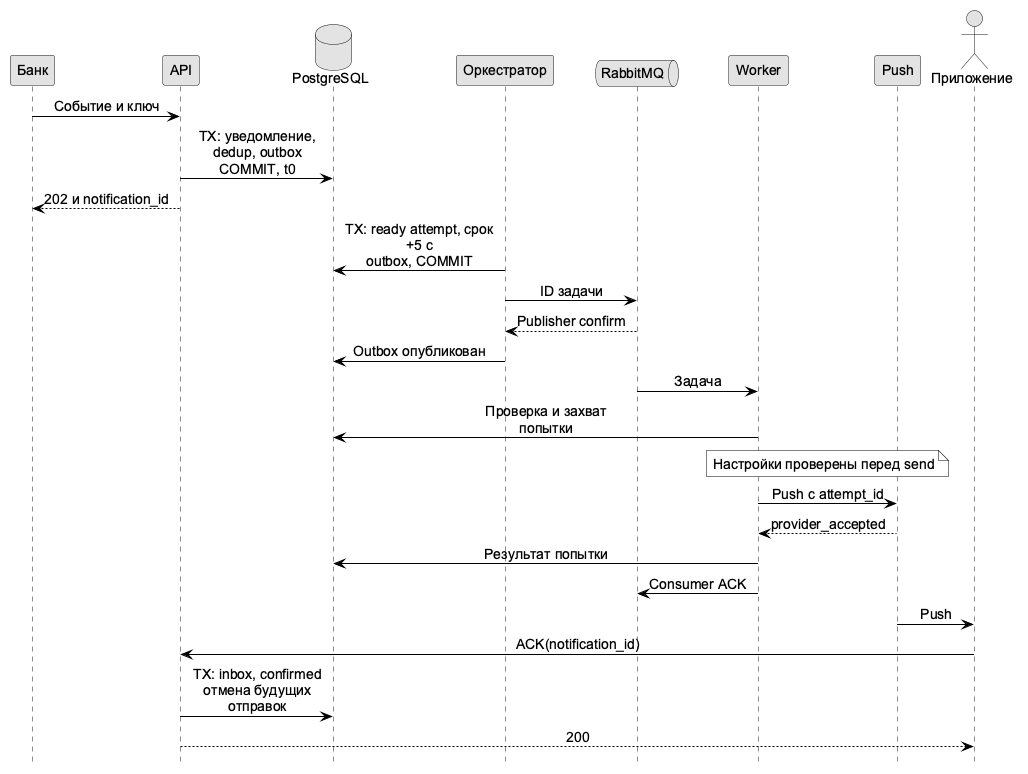 Банк
API
PostgreSQL
Оркестратор
RabbitMQ
Worker
Push
Приложение
Событие и ключ
TX: уведомление,
dedup, outbox
COMMIT, t0
202 и notification_id
TX: ready attempt, срок
+5 с
outbox, COMMIT
ID задачи
Publisher confirm
Outbox опубликован
Задача
Проверка и захват
попытки
Настройки проверены перед send
Push с attempt_id
provider_accepted
Результат попытки
Consumer ACK
Push
ACK(notification_id)
TX: inbox, confirmed
отмена будущих
отправок
200